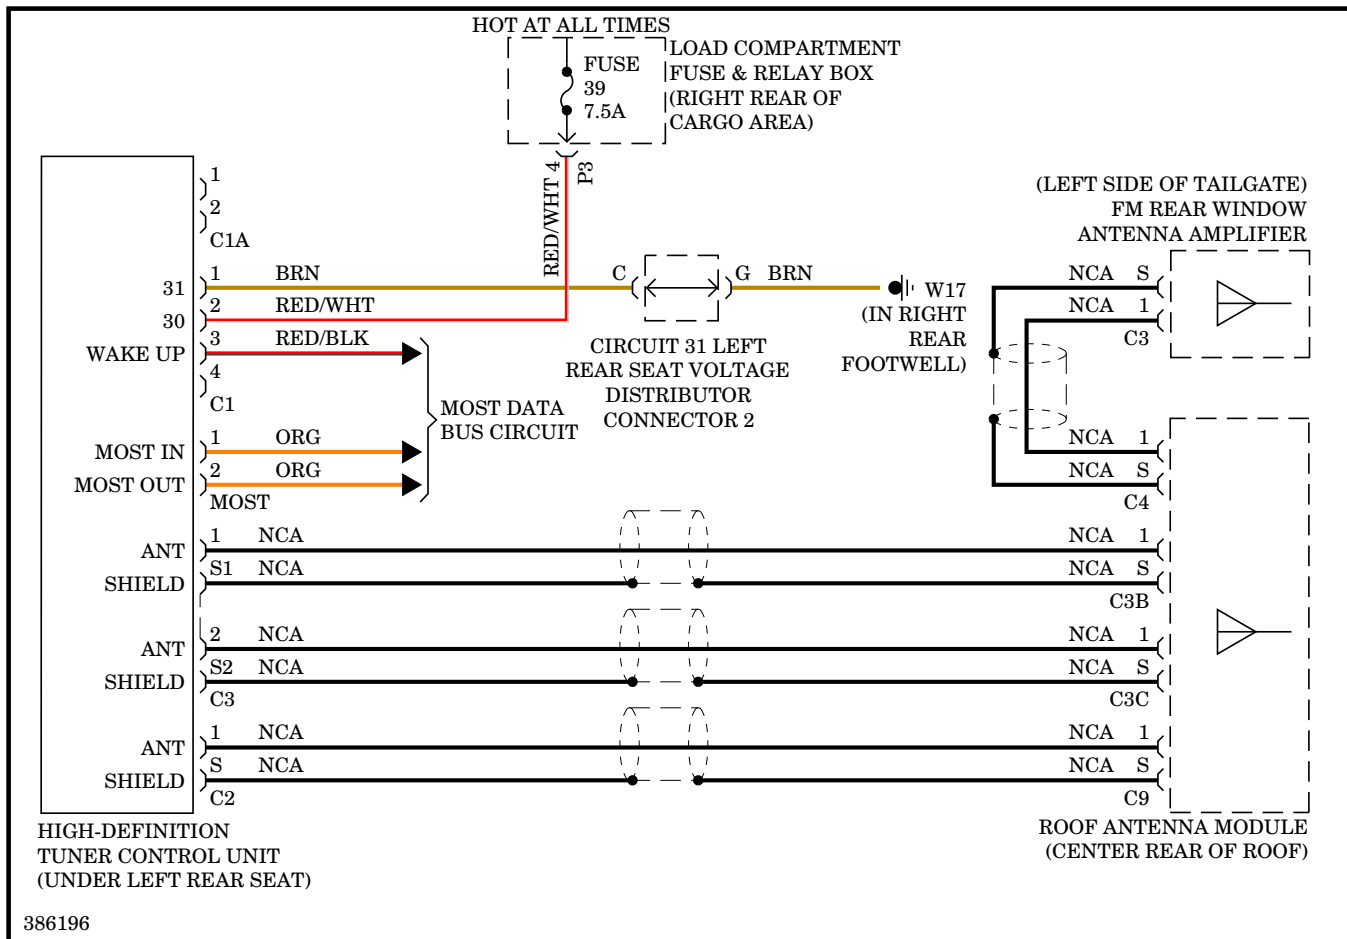 HOT AT ALL TIMES
FUSE
39
7.5A
LOAD COMPARTMENT
FUSE & RELAY BOX
(RIGHT REAR OF
CARGO AREA)
RED/WHT 4
P3
1
2
C1A
31 1 BRN
C G BRN
W17
(IN RIGHT
REAR
FOOTWELL)
30 2 RED/WHT
WAKE UP 3 RED/BLK
4
C1
CIRCUIT 31 LEFT
REAR SEAT VOLTAGE
DISTRIBUTOR
CONNECTOR 2
MOST DATA
BUS CIRCUIT
MOST IN 1 ORG
MOST OUT 2 ORG
MOST
(LEFT SIDE OF TAILGATE)
FM REAR WINDOW
ANTENNA AMPLIFIER
NCA S
NCA 1
C3
NCA 1
NCA S
C4
ANT 1 NCA NCA 1
SHIELD S1 NCA NCA S
C3B
ANT 2 NCA NCA 1
SHIELD S2 NCA NCA S
C3 C3C
ANT 1 NCA NCA 1
SHIELD S NCA NCA S
C2 C9
HIGH-DEFINITION
TUNER CONTROL UNIT
(UNDER LEFT REAR SEAT)
ROOF ANTENNA MODULE
(CENTER REAR OF ROOF)
386196